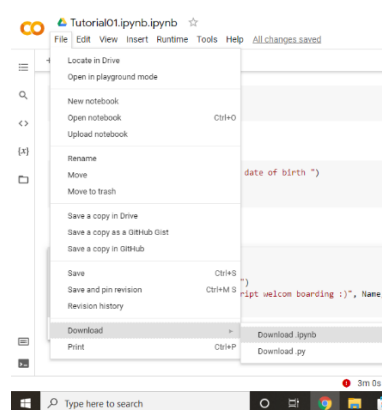 CO Tutorial01.ipynb.ipynb
File Edit View Insert Runtime Tools Help All changes saved
Locate in Drive
Open in playground mode
New notebook
Open notebook Ctrl+O
Upload notebook
Rename
Move
Move to trash
date of birth ")
Save a copy in Drive
Save a copy as a GitHub Gist
Save a copy in GitHub
Save Ctrl+S
")
Save and pin revision Ctrl+M S
ript welcom boarding :)", Name
Revision history
Download
Download .ipynb
Print Ctrl+P
Download .py
3m 0s
Type here to search